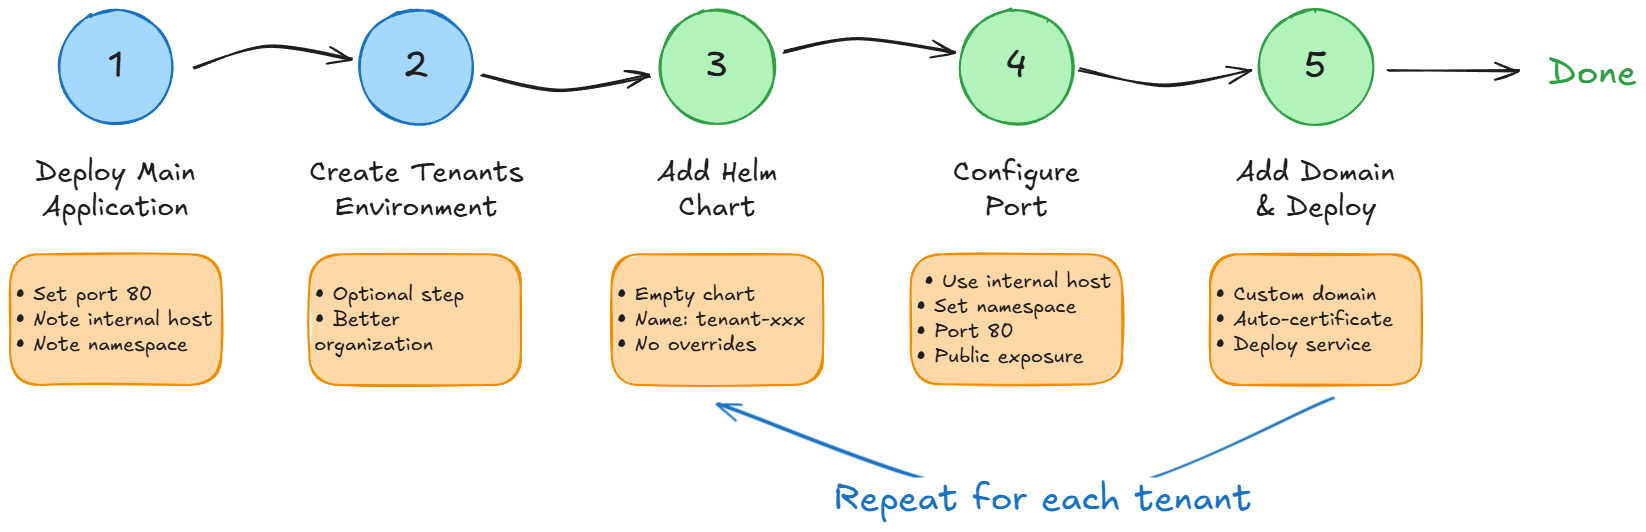 1
2
3
4
5
Done
Deploy Main
Application
Create Tenants
Environment
Add Helm
Chart
Configure
Port
Add Domain
& Deploy
• Set port 80
• Note internal host
• Note namespace
• Optional step
• Better
organization
• Empty chart
• Name: tenant-xxx
• No overrides
• Use internal host
• Set namespace
• Port 80
• Public exposure
• Custom domain
• Auto-certificate
• Deploy service
Repeat for each tenant